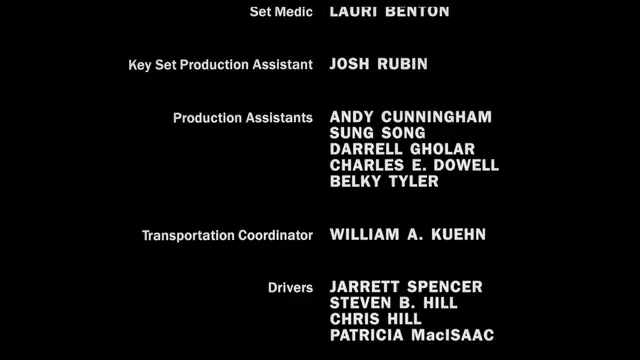 Set Medic LAURI BENTON
Key Set Production Assistant JOSH RUBIN
Production Assistants ANDY CUNNINGHAM
SUNG SONG
DARRELL GHOLAR
CHARLES E. DOWELL
BELKY TYLER
Transportation Coordinator WILLIAM A. KUEHN
Drivers JARRETT SPENCER
STEVEN B. HILL
CHRIS HILL
PATRICIA MacISAAC